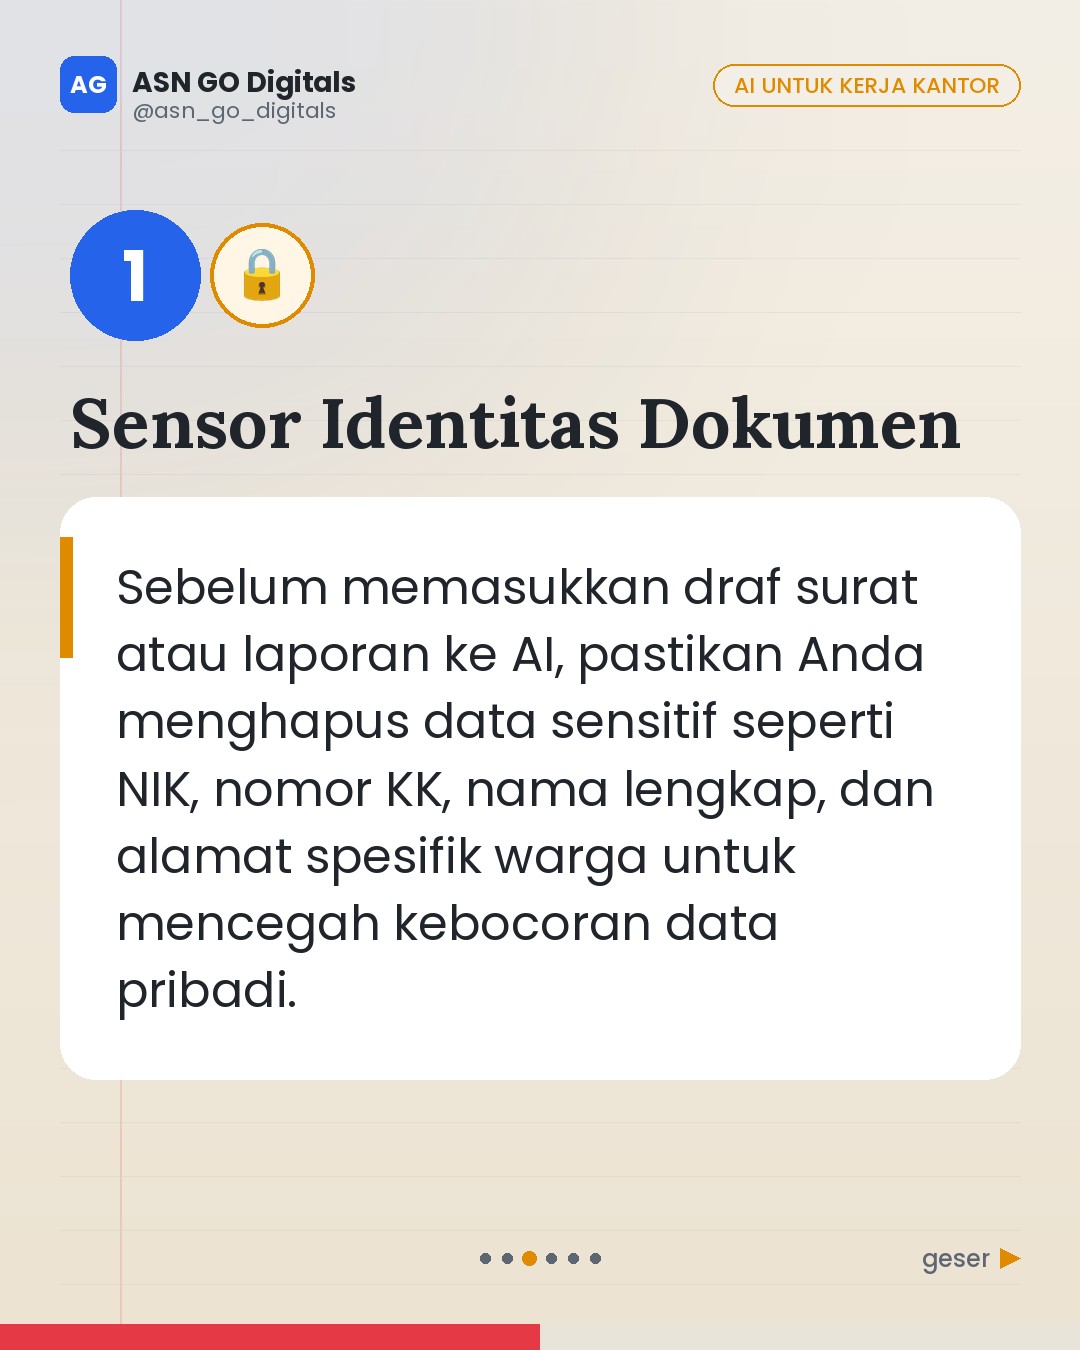 AG
ASN GO Digitals
@asn_go_digitals
AI UNTUK KERJA KANTOR
1
Sensor Identitas Dokumen
Sebelum memasukkan draf surat
atau laporan ke AI, pastikan Anda
menghapus data sensitif seperti
NIK, nomor KK, nama lengkap, dan
alamat spesifik warga untuk
mencegah kebocoran data
pribadi.
geser